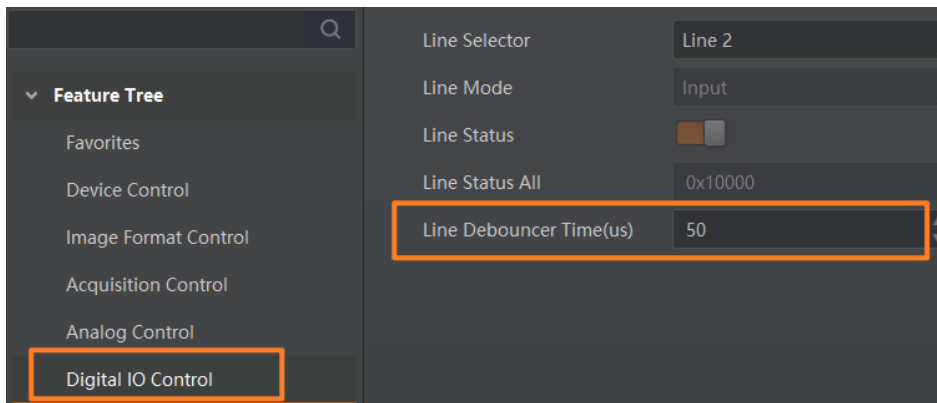 Feature Tree
Favorites
Device Control
Image Format Control
Acquisition Control
Analog Control
Digital IO Control
Line Selector Line 2
Line Mode Input
Line Status
Line Status All 0x10000
Line Debouncer Time(us) 50